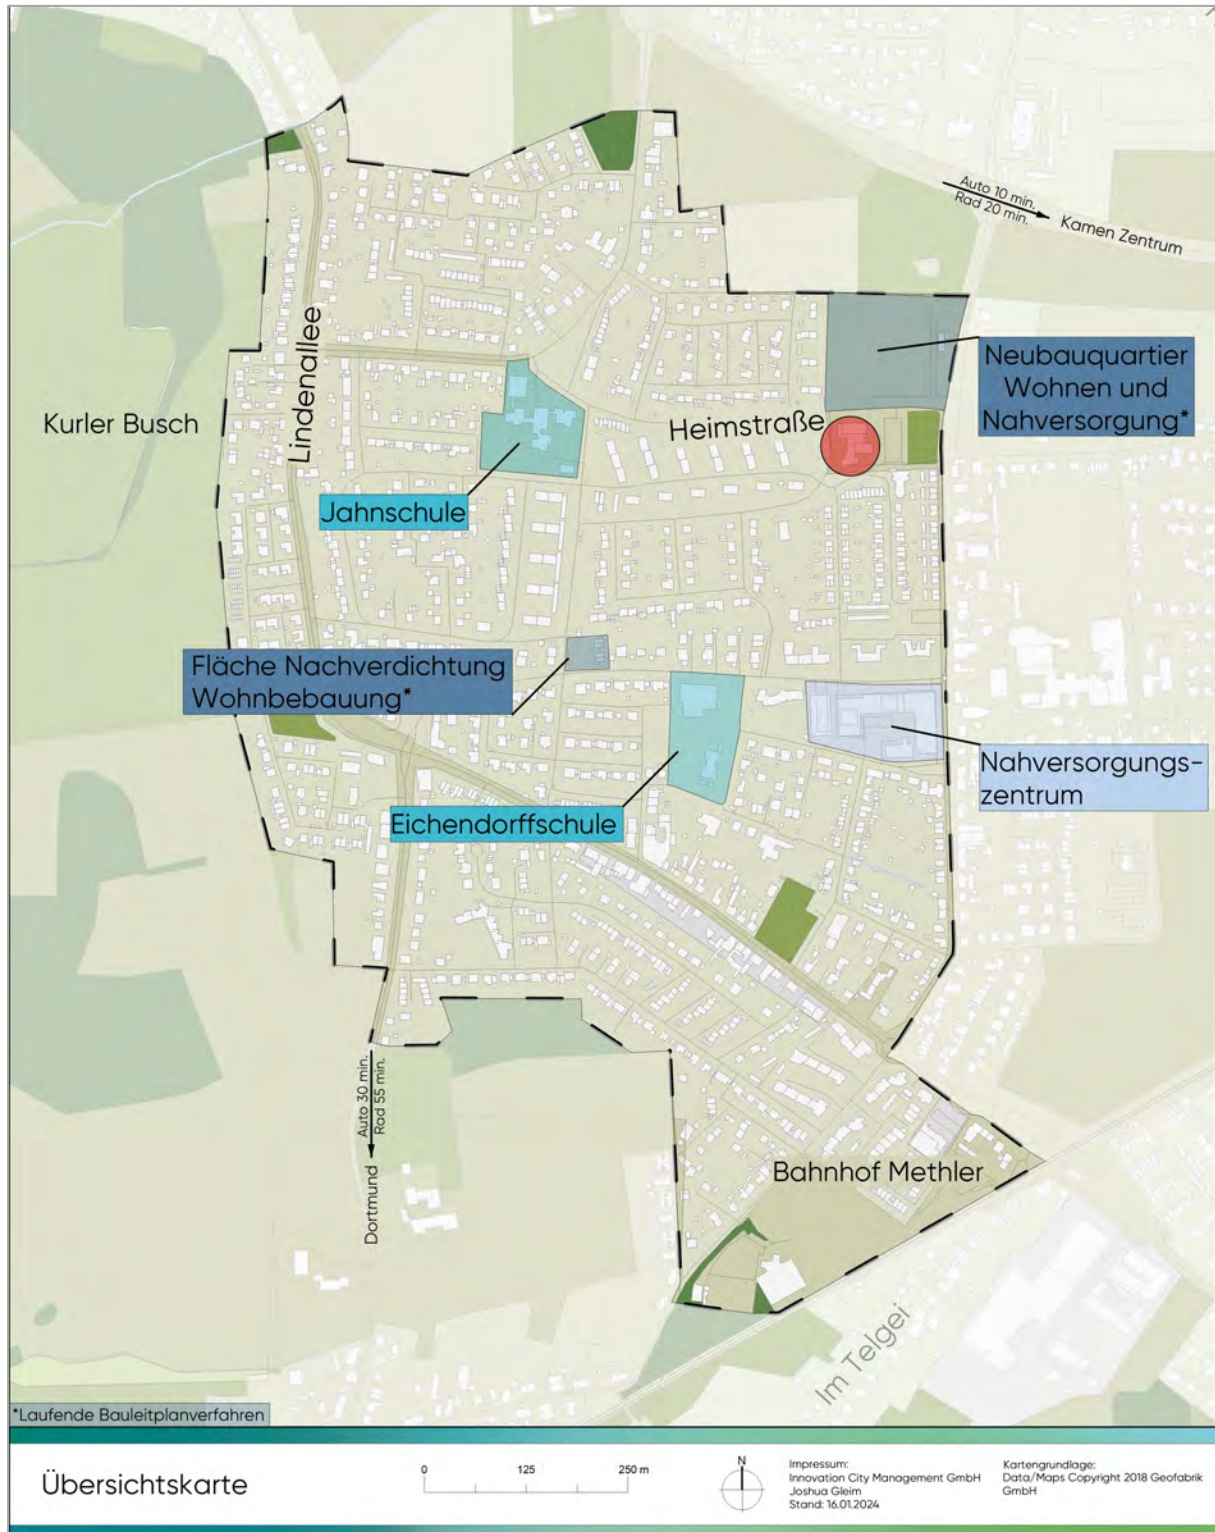 Auto 10 min.
Rad 20 min.
Kamen Zentrum
Lindenallee
Neubauquartier
Wohnen und
Nahversorgung*
Kurler Busch
Heimstraße
Jahnschule
Fläche Nachverdichtung
Wohnbebauung*
Nahversorgungs-
zentrum
Eichendorffschule
Auto 30 min.
Rad 55 min.
Dortmund
Bahnhof Methler
Im Telgei
*Laufende Bauleitplanverfahren
Übersichtskarte
0 125 250 m
N
Impressum:
Innovation City Management GmbH
Joshua Gleim
Stand: 16.01.2024
Kartengrundlage:
Data/Maps Copyright 2018 Geofabrik
GmbH